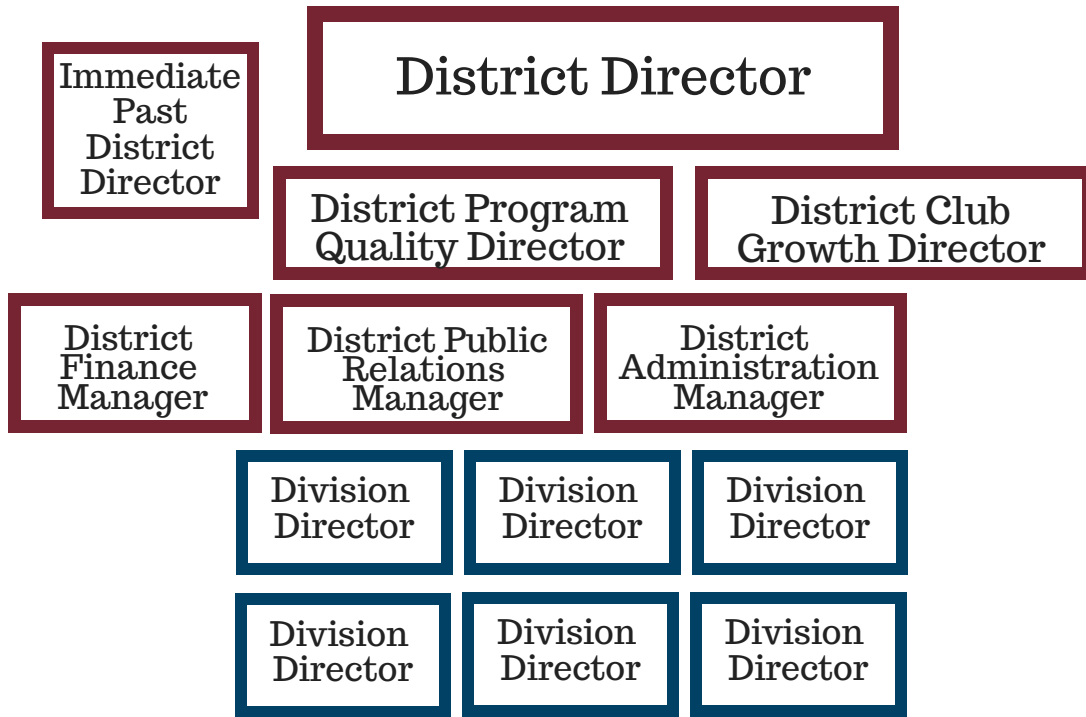 Immediate
Past
District
Director
District Director
District Program
Quality Director
District Club
Growth Director
District
Finance
Manager
District Public
Relations
Manager
District
Administration
Manager
Division
Director
Division
Director
Division
Director
Division
Director
Division
Director
Division
Director